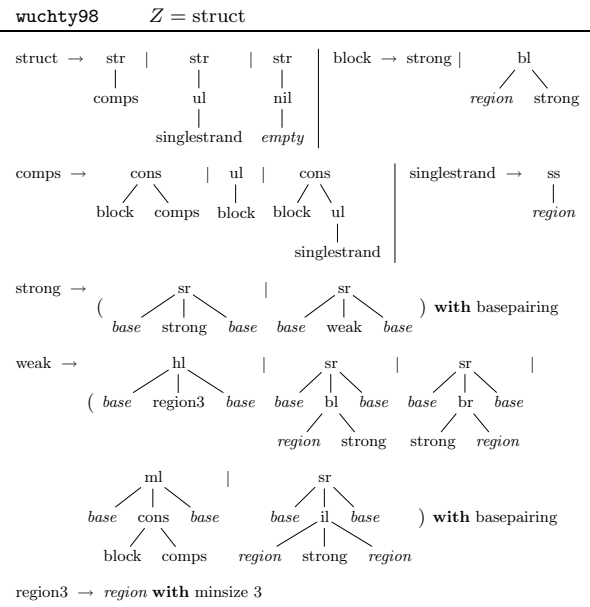 wuchty98 Z = struct
struct → str | str | str block → strong | bl
comps ul nil region strong
singlestrand empty
comps → cons | ul | cons singlestrand → ss
block comps block block ul region
singlestrand
strong → ( sr | sr ) with basepairing
base strong base base weak base
weak → hl | sr | sr |
( base region3 base base bl base base br base
region strong strong region
ml | sr
base cons base base il base ) with basepairing
block comps region strong region
region3 → region with minsize 3